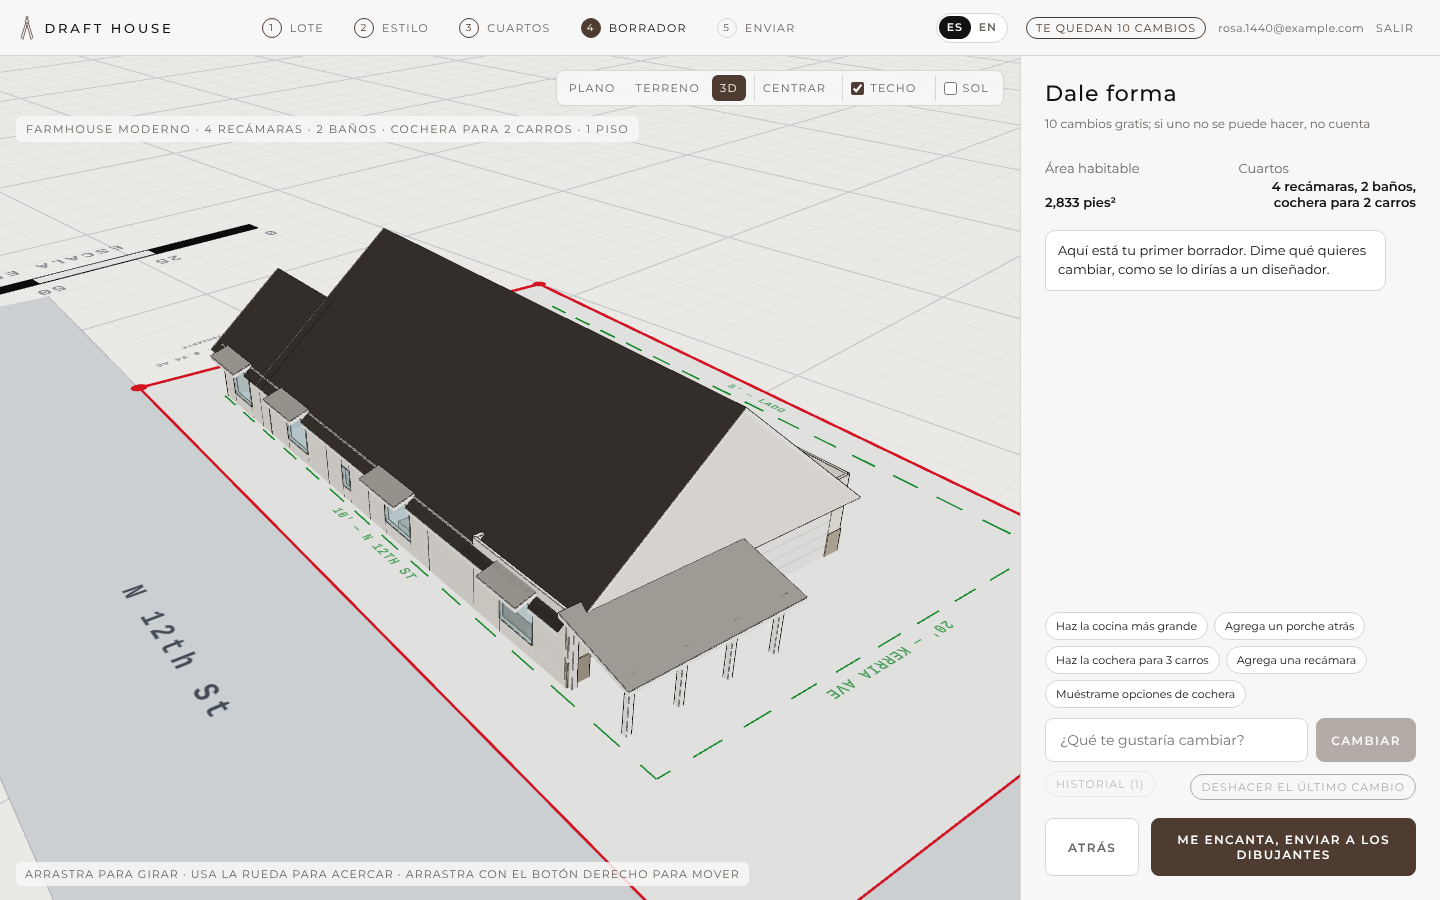 DRAFT HOUSE
1 LOTE
2 ESTILO
3 CUARTOS
4 BORRADOR
5 ENVIAR
ES EN
TE QUEDAN 10 CAMBIOS
rosa.1440@example.com
SALIR
PLANO TERRENO 3D CENTRAR TECHO SOL
FARMHOUSE MODERNO · 4 RECÁMARAS · 2 BAÑOS · COCHERA PARA 2 CARROS · 1 PISO
0
25
50
8' – LADO
10' – N 12TH ST
20' – KERRIA AVE
N 12th St
ARRASTRA PARA GIRAR · USA LA RUEDA PARA ACERCAR · ARRASTRA CON EL BOTÓN DERECHO PARA MOVER
Dale forma
10 cambios gratis; si uno no se puede hacer, no cuenta
Área habitable
2,833 pies²
Cuartos
4 recámaras, 2 baños,
cochera para 2 carros
Aquí está tu primer borrador. Dime qué quieres
cambiar, como se lo dirías a un diseñador.
Haz la cocina más grande
Agrega un porche atrás
Haz la cochera para 3 carros
Agrega una recámara
Muéstrame opciones de cochera
¿Qué te gustaría cambiar?
CAMBIAR
HISTORIAL (1)
DESHACER EL ÚLTIMO CAMBIO
ATRÁS
ME ENCANTA, ENVIAR A LOS
DIBUJANTES